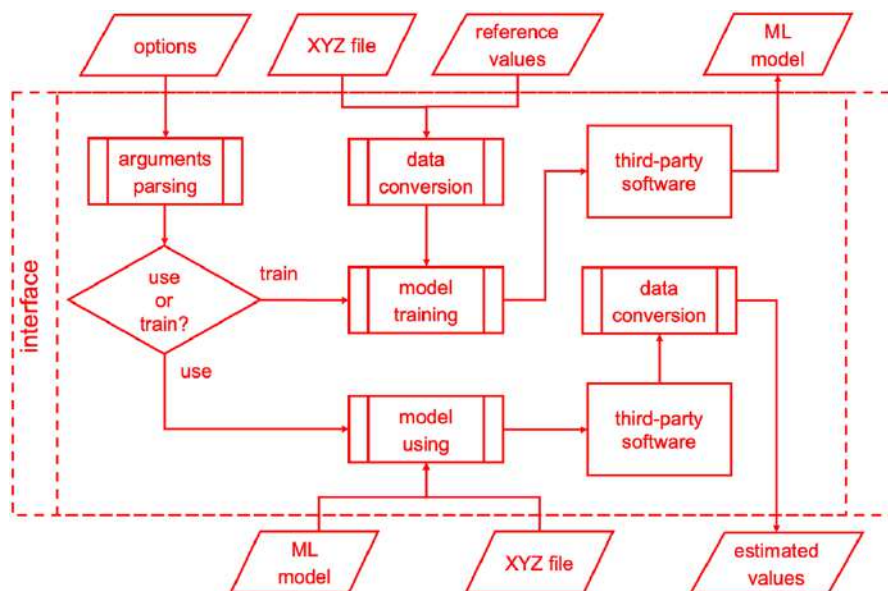 options
XYZ file
reference
values
ML
model
arguments
parsing
data
conversion
third-party
software
use
or
train?
train
model
training
data
conversion
interface
use
model
using
third-party
software
ML
model
XYZ file
estimated
values